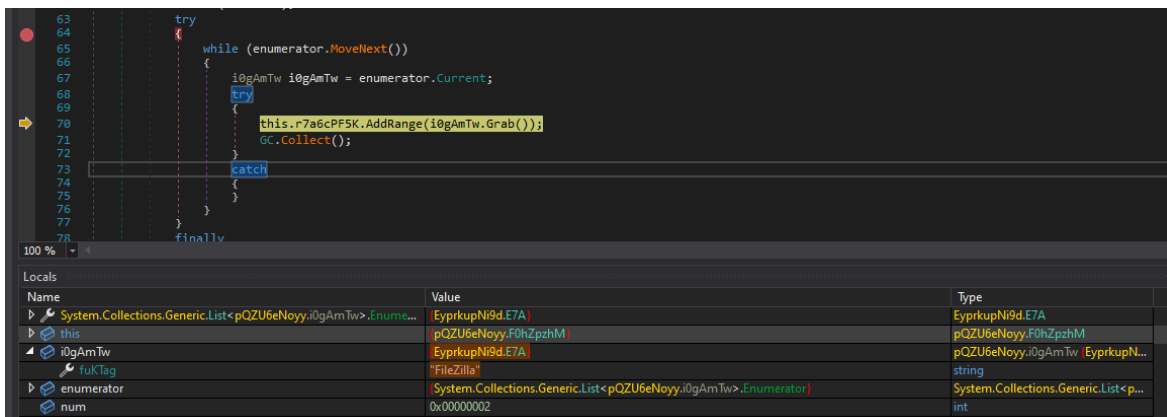 63 try
64 {
65 while (enumerator.MoveNext())
66 {
67 i0gAmTw i0gAmTw = enumerator.Current;
68 try
69 {
70 this.r7a6cPF5K.AddRange(i0gAmTw.Grab());
71 GC.Collect();
72 }
73 catch
74 {
75 }
76 }
77 }
78 finally
100 %
Locals
Name Value Type
System.Collections.Generic.List<pQZU6eNoyy.i0gAmTw>.Enume... {EyprkupNi9d.E7A} EyprkupNi9d.E7A
this {pQZU6eNoyy.F0hZpzhM} pQZU6eNoyy.F0hZpzhM
i0gAmTw {EyprkupNi9d.E7A} pQZU6eNoyy.i0gAmTw {EyprkupN...
fuKTag "FileZilla" string
enumerator {System.Collections.Generic.List<pQZU6eNoyy.i0gAmTw>.Enumerator} System.Collections.Generic.List<p...
num 0x00000002 int